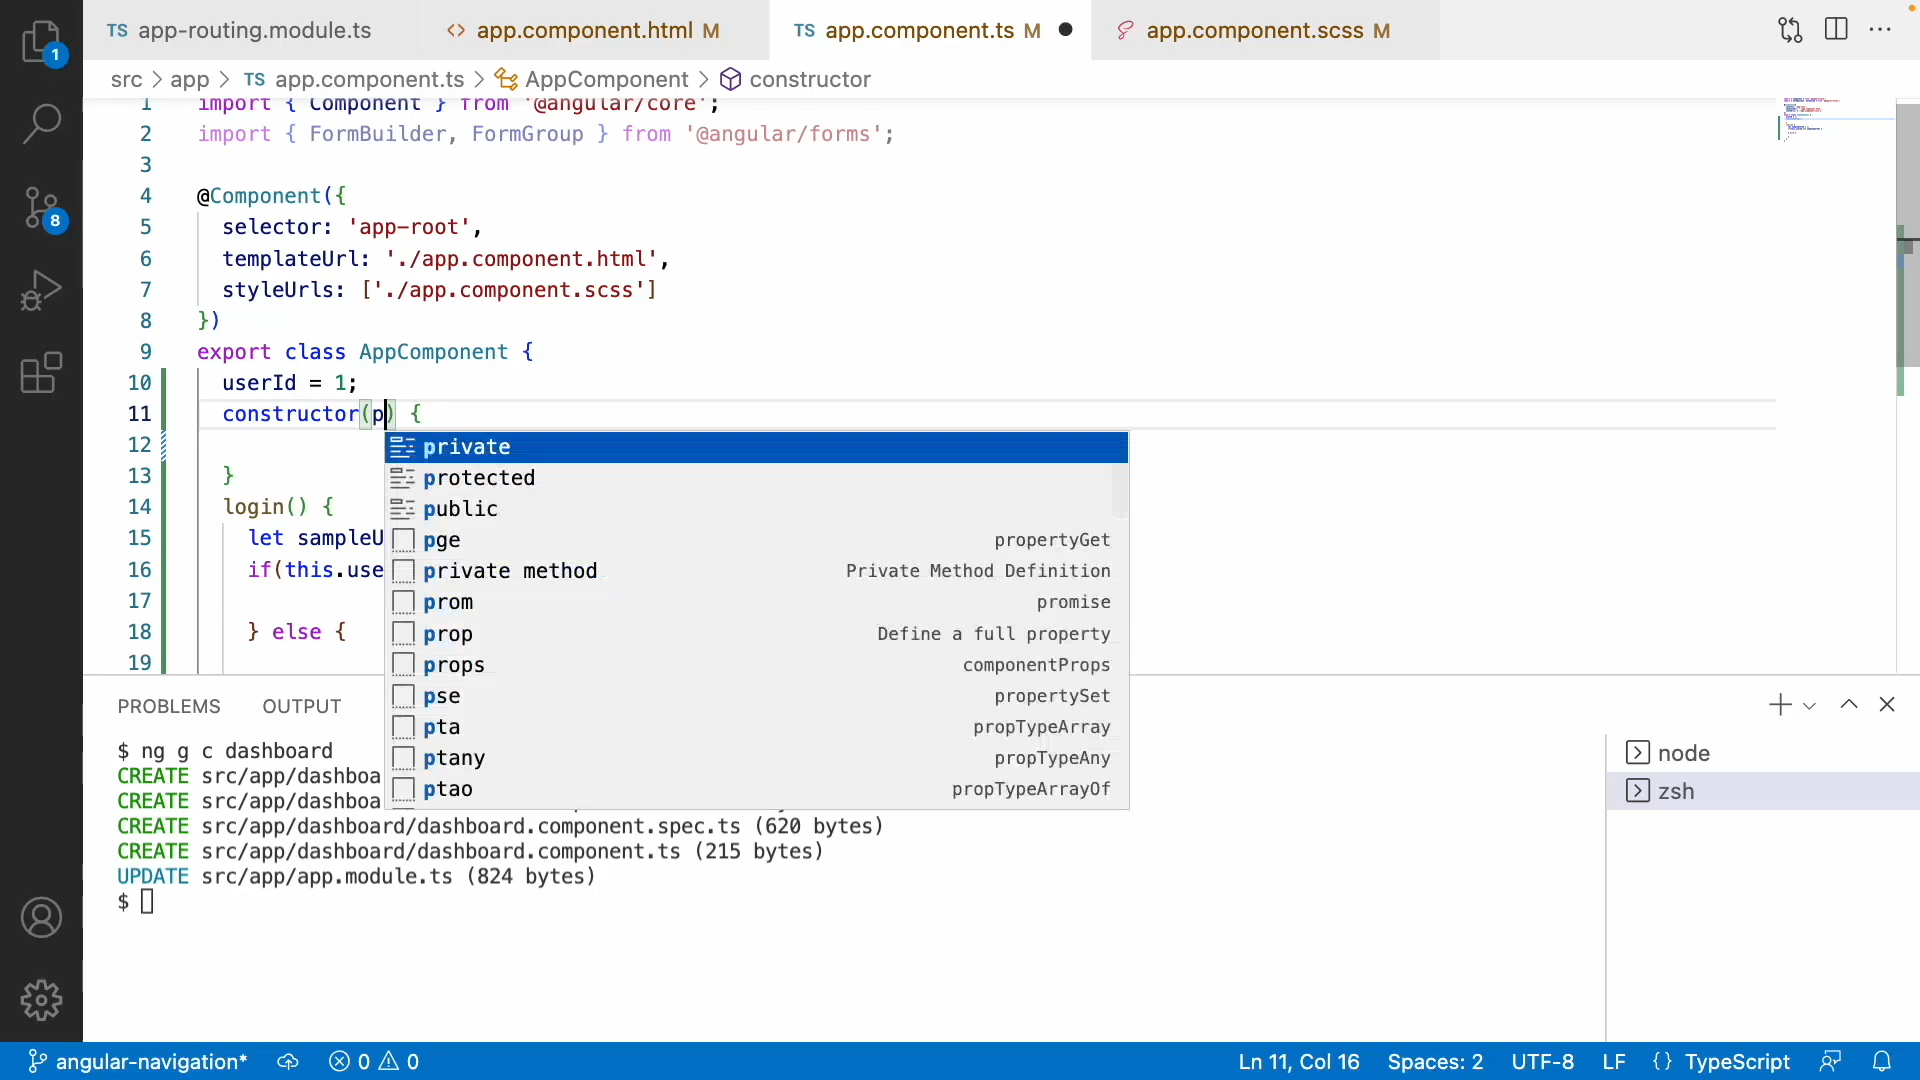 1
TS app-routing.module.ts
<> app.component.html M
TS app.component.ts M
app.component.scss M
src > app > TS app.component.ts > AppComponent > constructor
1 import { Component } from '@angular/core';
2 import { FormBuilder, FormGroup } from '@angular/forms';
3
4 @Component({
5 selector: 'app-root',
6 templateUrl: './app.component.html',
7 styleUrls: ['./app.component.scss']
8 })
9 export class AppComponent {
10 userId = 1;
11 constructor(p) {
12
13 }
14 login() {
15 let sampleU
16 if(this.use
17
18 } else {
19
8
private
protected
public
pge propertyGet
private method Private Method Definition
prom promise
prop Define a full property
props componentProps
pse propertySet
pta propTypeArray
ptany propTypeAny
ptao propTypeArrayOf
PROBLEMS OUTPUT
$ ng g c dashboard
CREATE src/app/dashboa
CREATE src/app/dashboa
CREATE src/app/dashboard/dashboard.component.spec.ts (620 bytes)
CREATE src/app/dashboard/dashboard.component.ts (215 bytes)
UPDATE src/app/app.module.ts (824 bytes)
$
node
zsh
angular-navigation* 0 0 Ln 11, Col 16 Spaces: 2 UTF-8 LF {} TypeScript